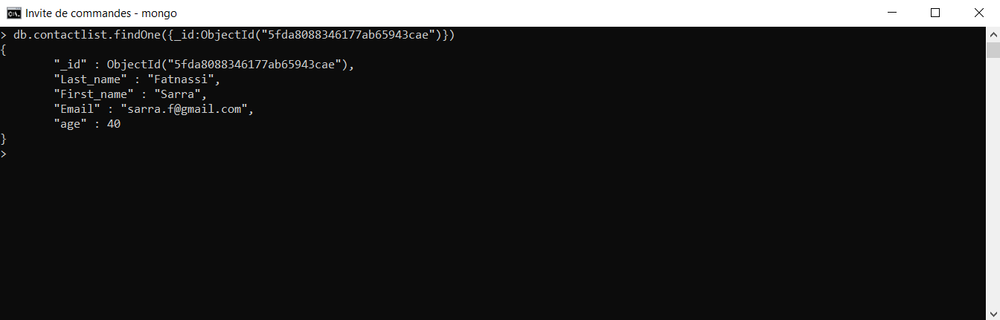 Invite de commandes - mongo
> db.contactlist.findOne({_id:ObjectId("5fda8088346177ab65943cae")})
{
        "_id" : ObjectId("5fda8088346177ab65943cae"),
        "Last_name" : "Fatnassi",
        "First_name" : "Sarra",
        "Email" : "sarra.f@gmail.com",
        "age" : 40
}
>